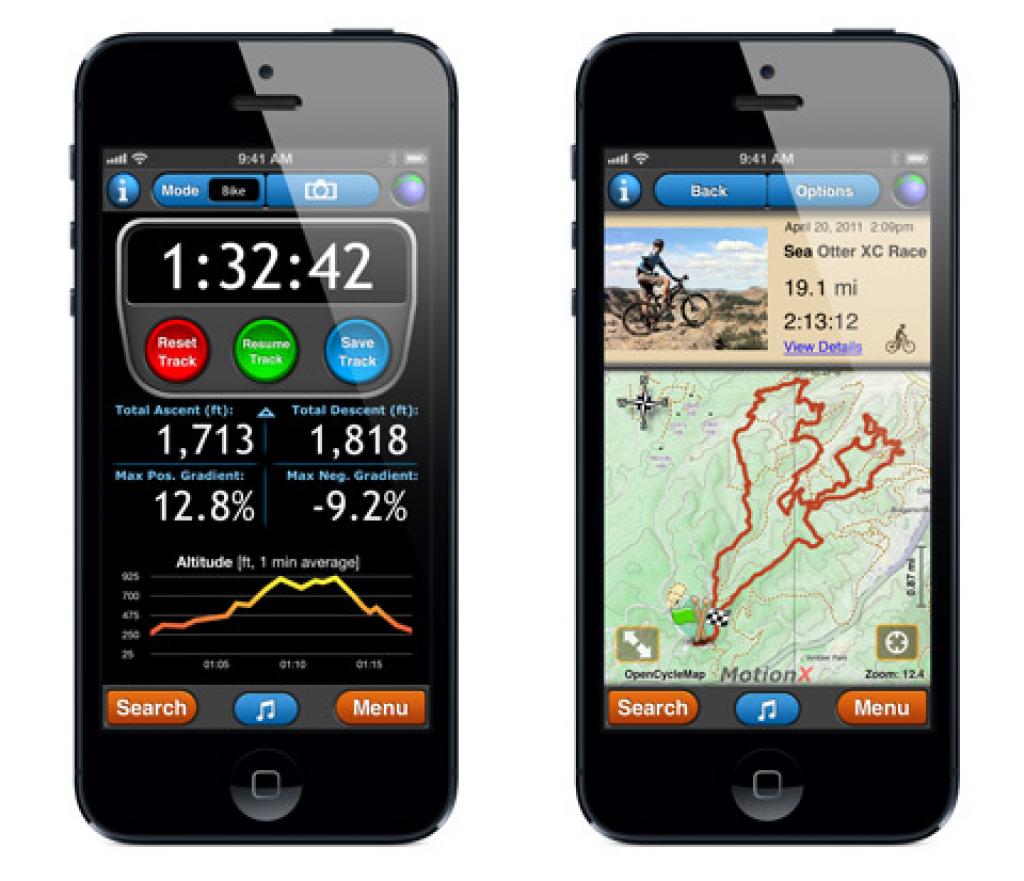 9:41 AM
i
Mode Bike
1:32:42
Reset
Track
Resume
Track
Save
Track
Total Ascent (ft):
Total Descent (ft):
1,713
1,818
Max Pos. Gradient:
Max Neg. Gradient:
12.8%
-9.2%
Altitude [ft, 1 min average]
925
700
475
250
25
01:05
01:10
01:15
Search
Menu
9:41 AM
i
Back
Options
April 20, 2011 2:09pm
Sea Otter XC Race
19.1 mi
2:13:12
View Details
0.87 mi
OpenCycleMap
MotionX
Zoom: 12.4
Search
Menu